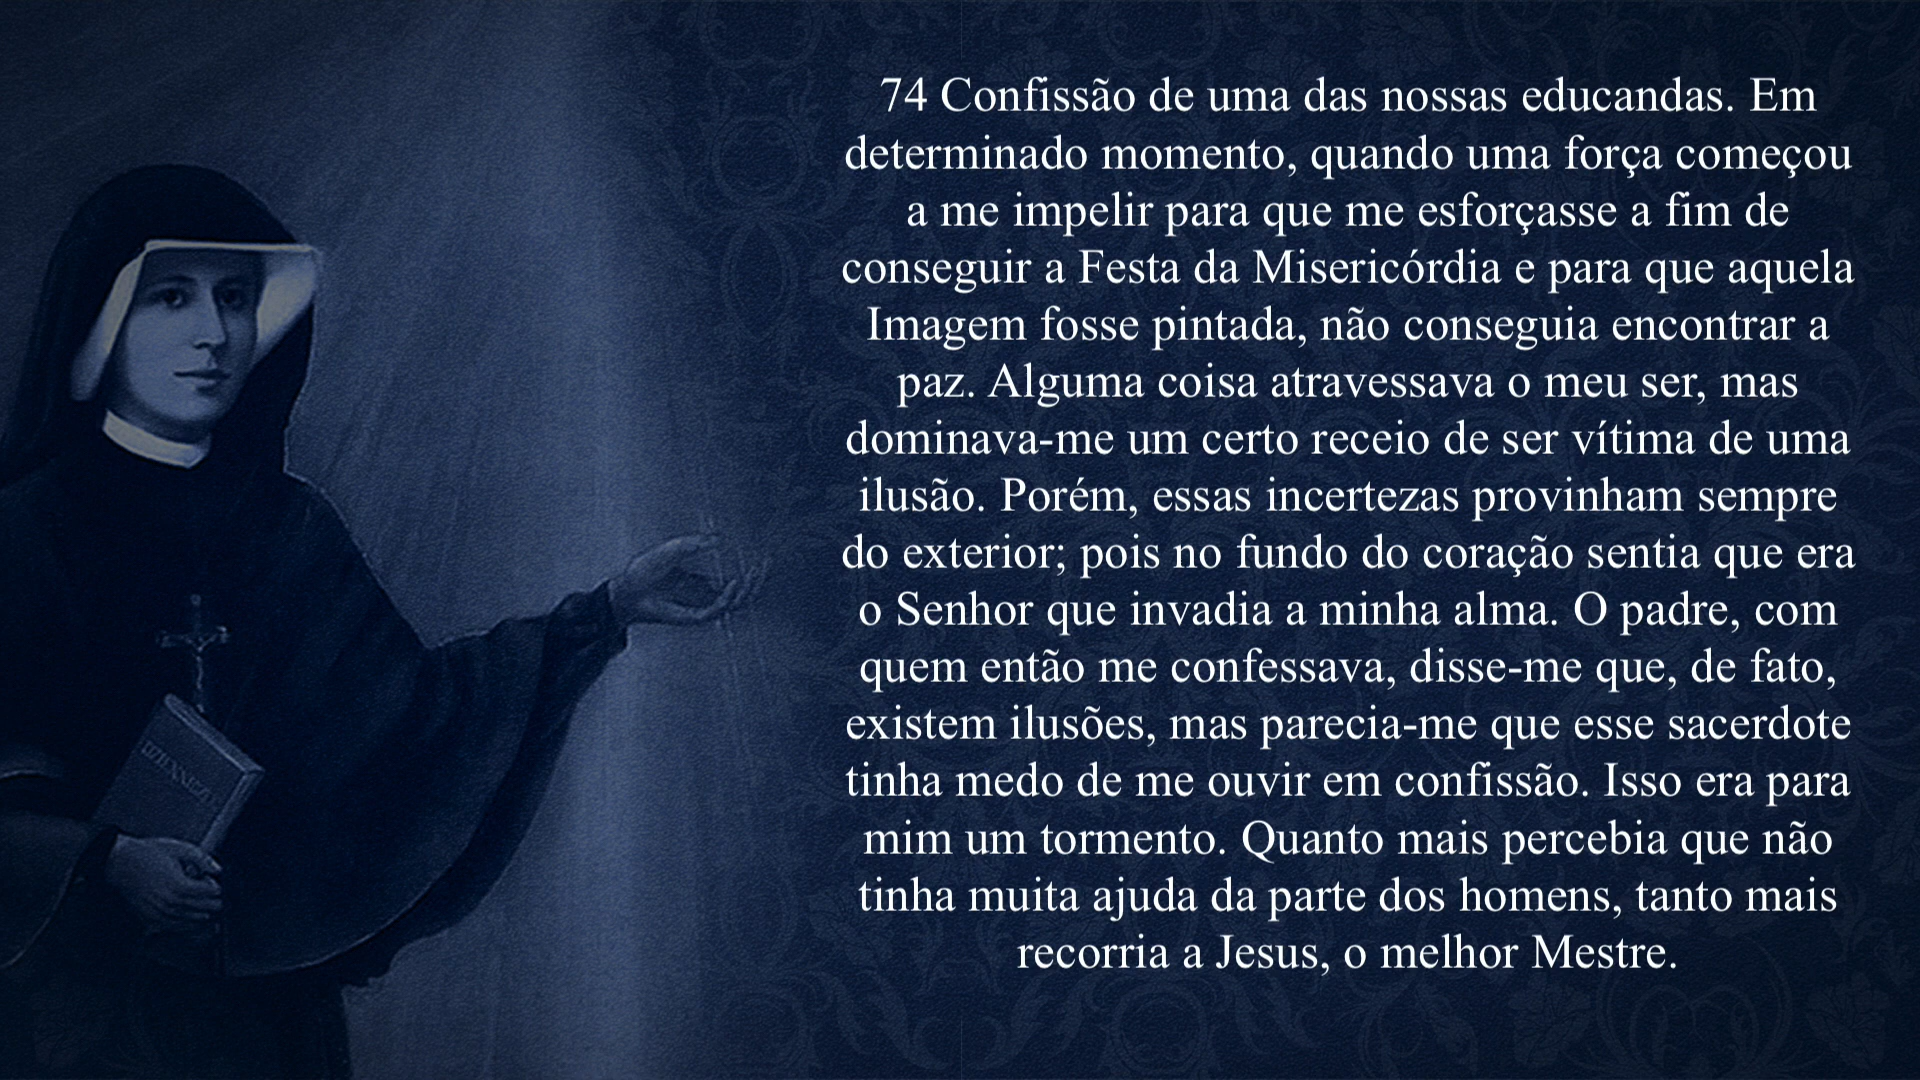 74 Confissão de uma das nossas educandas. Em
determinado momento, quando uma força começou
a me impelir para que me esforçasse a fim de
conseguir a Festa da Misericórdia e para que aquela
Imagem fosse pintada, não conseguia encontrar a
paz. Alguma coisa atravessava o meu ser, mas
dominava-me um certo receio de ser vítima de uma
ilusão. Porém, essas incertezas provinham sempre
do exterior; pois no fundo do coração sentia que era
o Senhor que invadia a minha alma. O padre, com
quem então me confessava, disse-me que, de fato,
existem ilusões, mas parecia-me que esse sacerdote
tinha medo de me ouvir em confissão. Isso era para
mim um tormento. Quanto mais percebia que não
tinha muita ajuda da parte dos homens, tanto mais
recorria a Jesus, o melhor Mestre.